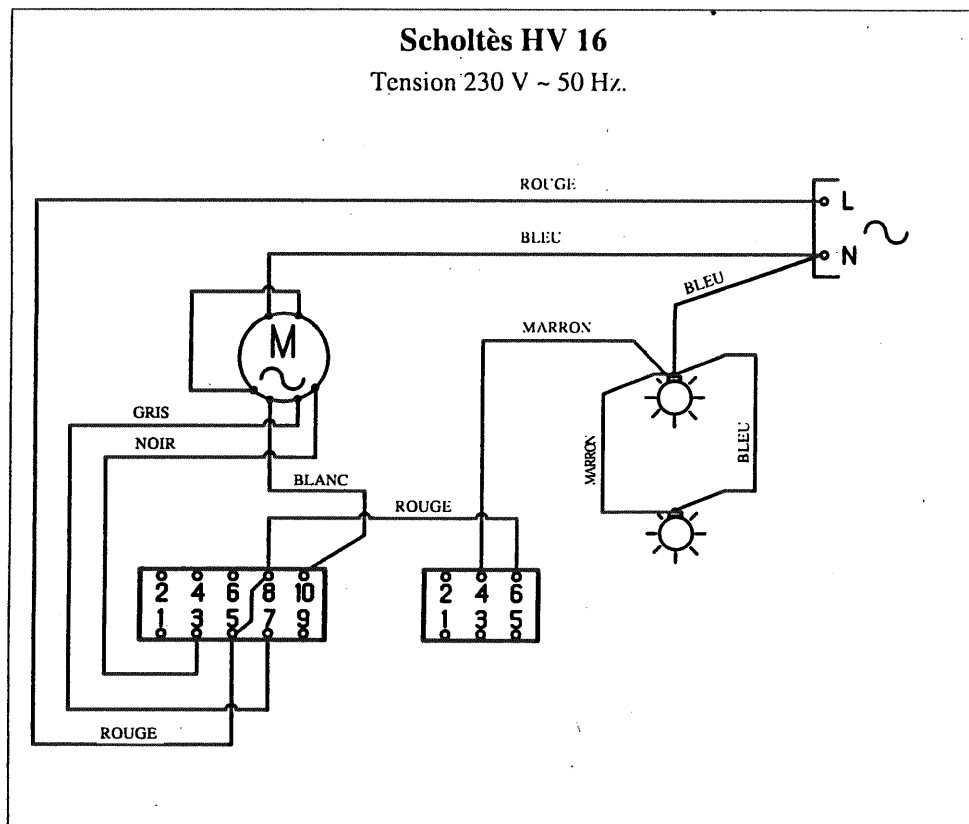 Scholtès HV 16
Tension 230 V ~ 50 Hz.
ROUGE
L
BLEU
N
BLEU
MARRON
M
GRIS
MARRON
BLEU
NOIR
BLANC
ROUGE
2 4 6 8 10
1 3 5 7 9
2 4 6
1 3 5
ROUGE